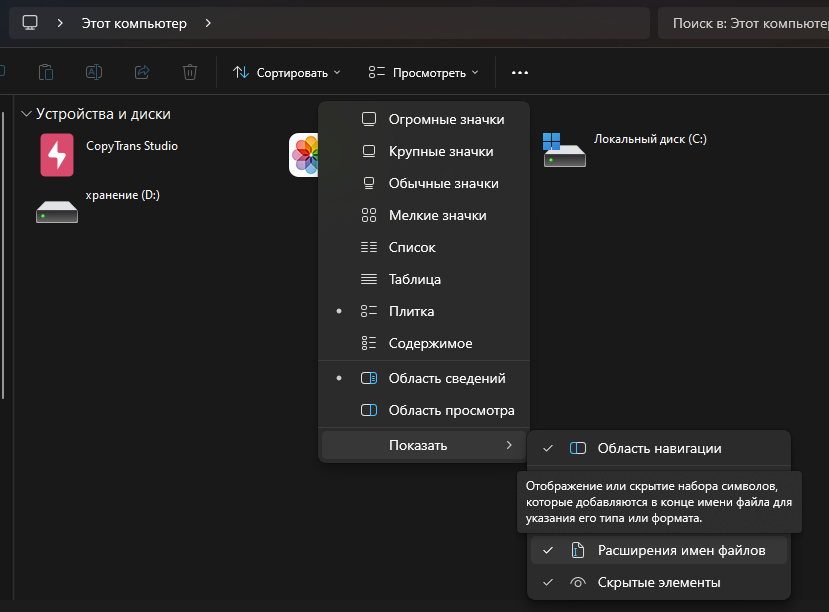 Этот компьютер
Поиск в: Этот компьютер
Сортировать
Просмотреть
Устройства и диски
CopyTrans Studio
Локальный диск (C:)
хранение (D:)
Огромные значки
Крупные значки
Обычные значки
Мелкие значки
Список
Таблица
Плитка
Содержимое
Область сведений
Область просмотра
Показать
Область навигации
Отображение или скрытие набора символов,
которые добавляются в конце имени файла для
указания его типа или формата.
Расширения имен файлов
Скрытые элементы